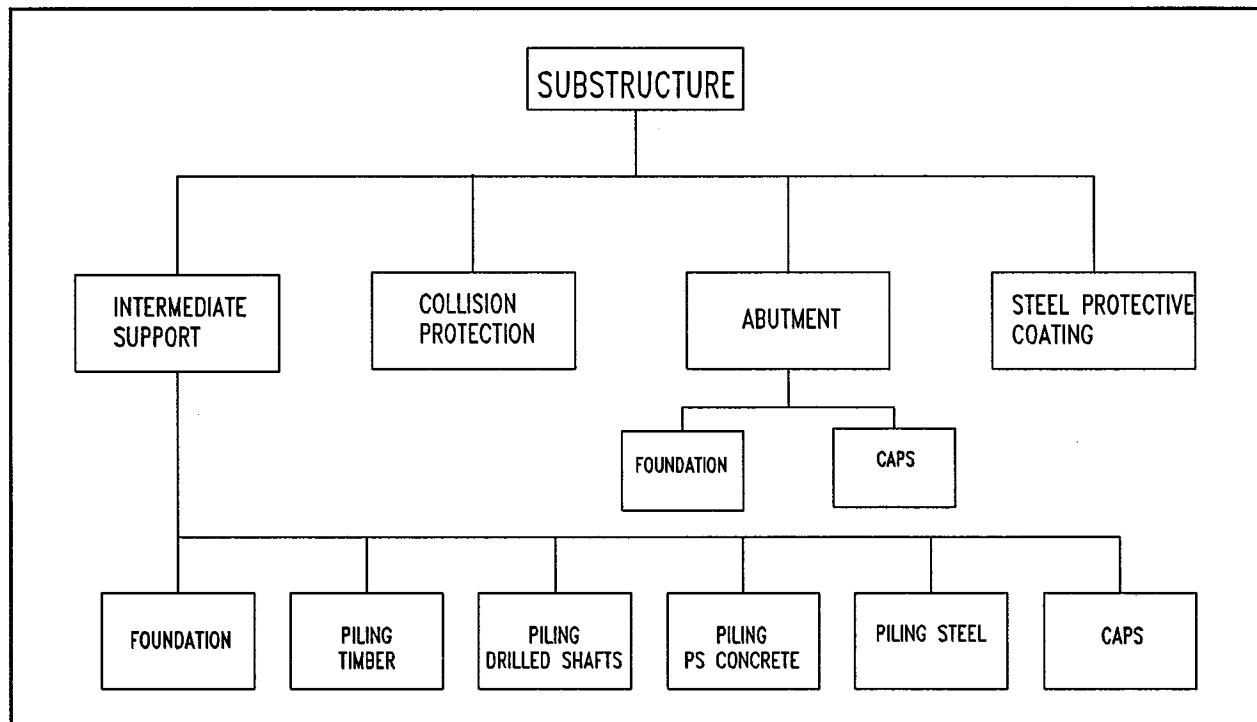 SUBSTRUCTURE
INTERMEDIATE
SUPPORT
COLLISION
PROTECTION
ABUTMENT
STEEL PROTECTIVE
COATING
FOUNDATION
CAPS
FOUNDATION
PILING
TIMBER
PILING
DRILLED SHAFTS
PILING
PS CONCRETE
PILING STEEL
CAPS